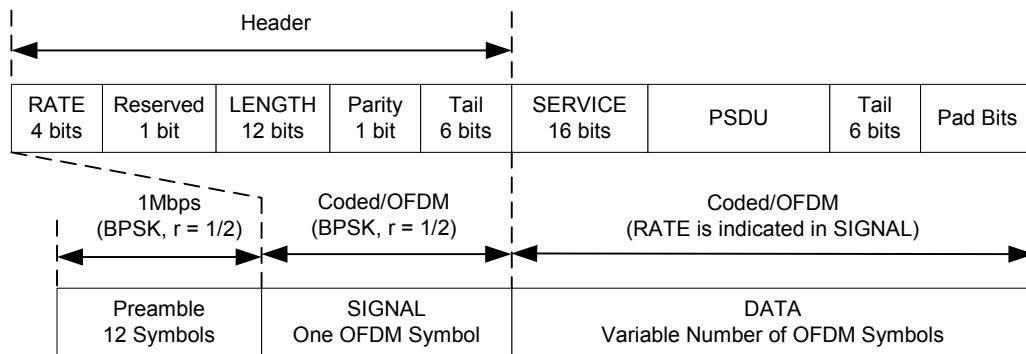 Header
RATE
4 bits
Reserved
1 bit
LENGTH
12 bits
Parity
1 bit
Tail
6 bits
SERVICE
16 bits
PSDU
Tail
6 bits
Pad Bits
1Mbps
(BPSK, r = 1/2)
Coded/OFDM
(BPSK, r = 1/2)
Coded/OFDM
(RATE is indicated in SIGNAL)
Preamble
12 Symbols
SIGNAL
One OFDM Symbol
DATA
Variable Number of OFDM Symbols